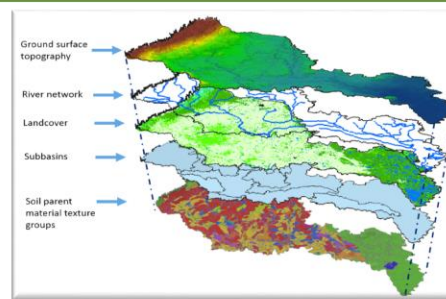 Ground surface
topography
River network
Landcover
Subbasins
Soil parent
material texture
groups